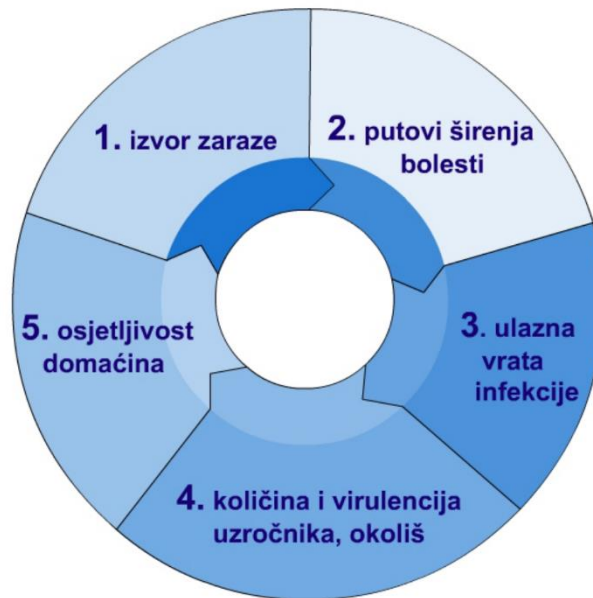 1. izvor zaraze
2. putovi širenja
bolesti
3. ulazna
vrata
infekcije
4. količina i virulencija
uzročnika, okoliš
5. osjetljivost
domaćina